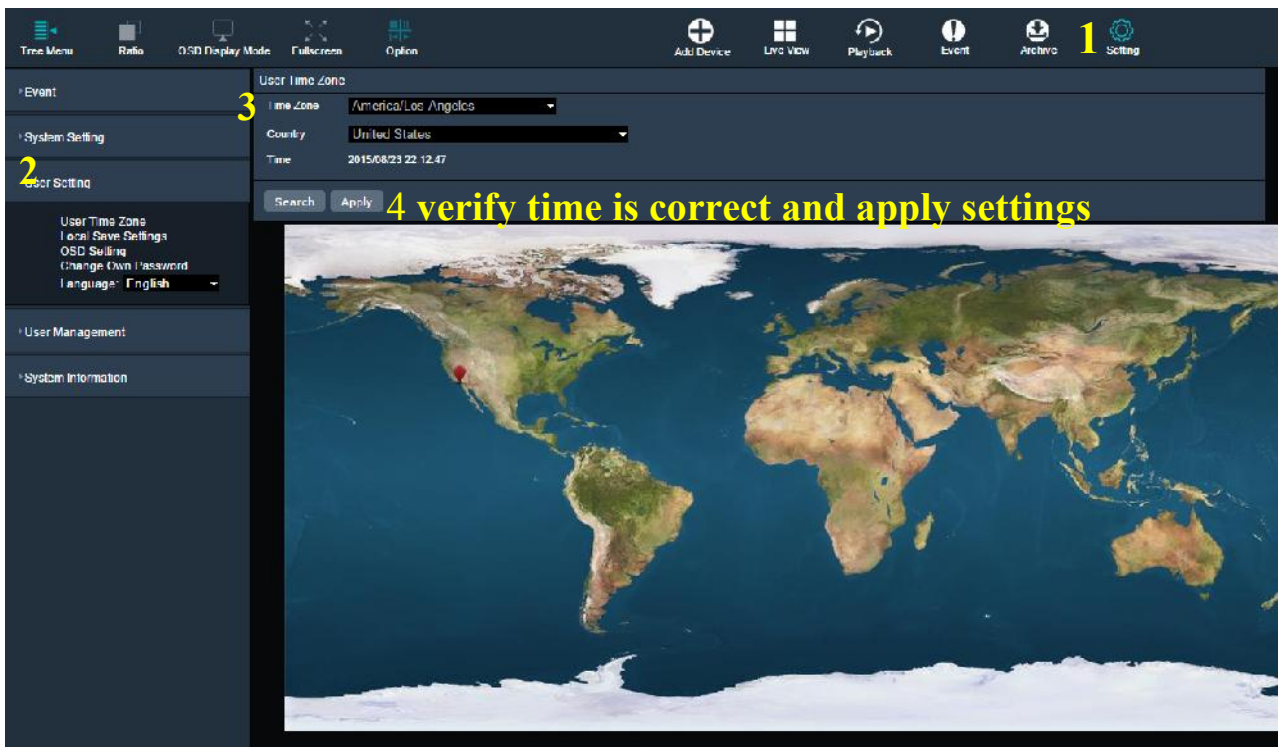 Tree Menu Ratio OSD Display Mode Fullscreen Option Add Device Live View Playback Event Archive 1 Setting
Event
System Setting
2
User Setting
User Time Zone
Local Save Settings
OSD Setting
Change Own Password
Language: English
User Management
System Information
User Time Zone
3
Time Zone America/Los Angeles
Country United States
Time 2015/08/23 22 12.47
Search Apply 4 verify time is correct and apply settings